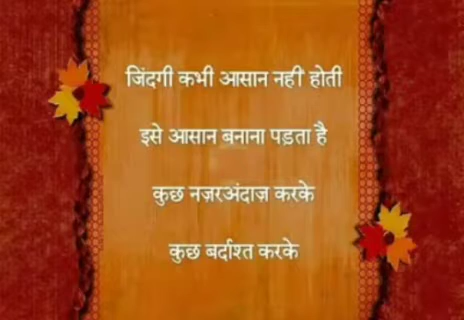 जिंदगी कभी आसान नहीं होती
इसे आसान बनाना पड़ता है
कुछ नज़रअंदाज़ करके
कुछ बर्दाश्त करके